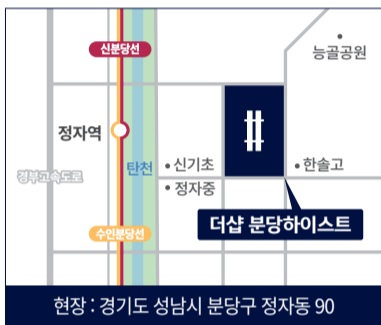 신분당선
능골공원
정자역
경부고속도로
탄천
신기초
한솔고
정자중
더샵 분당하이스트
수인분당선
현장 : 경기도 성남시 분당구 정자동 90